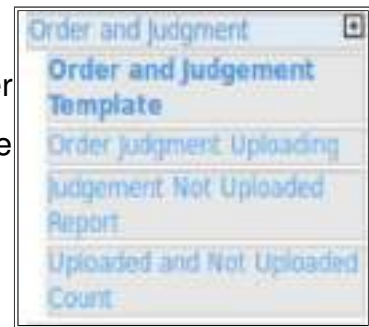 Order and Judgment
er
Order and Judgement
Template
e
Order Judgment Uploading
Judgement Not Uploaded
Report
Uploaded and Not Uploaded
Count